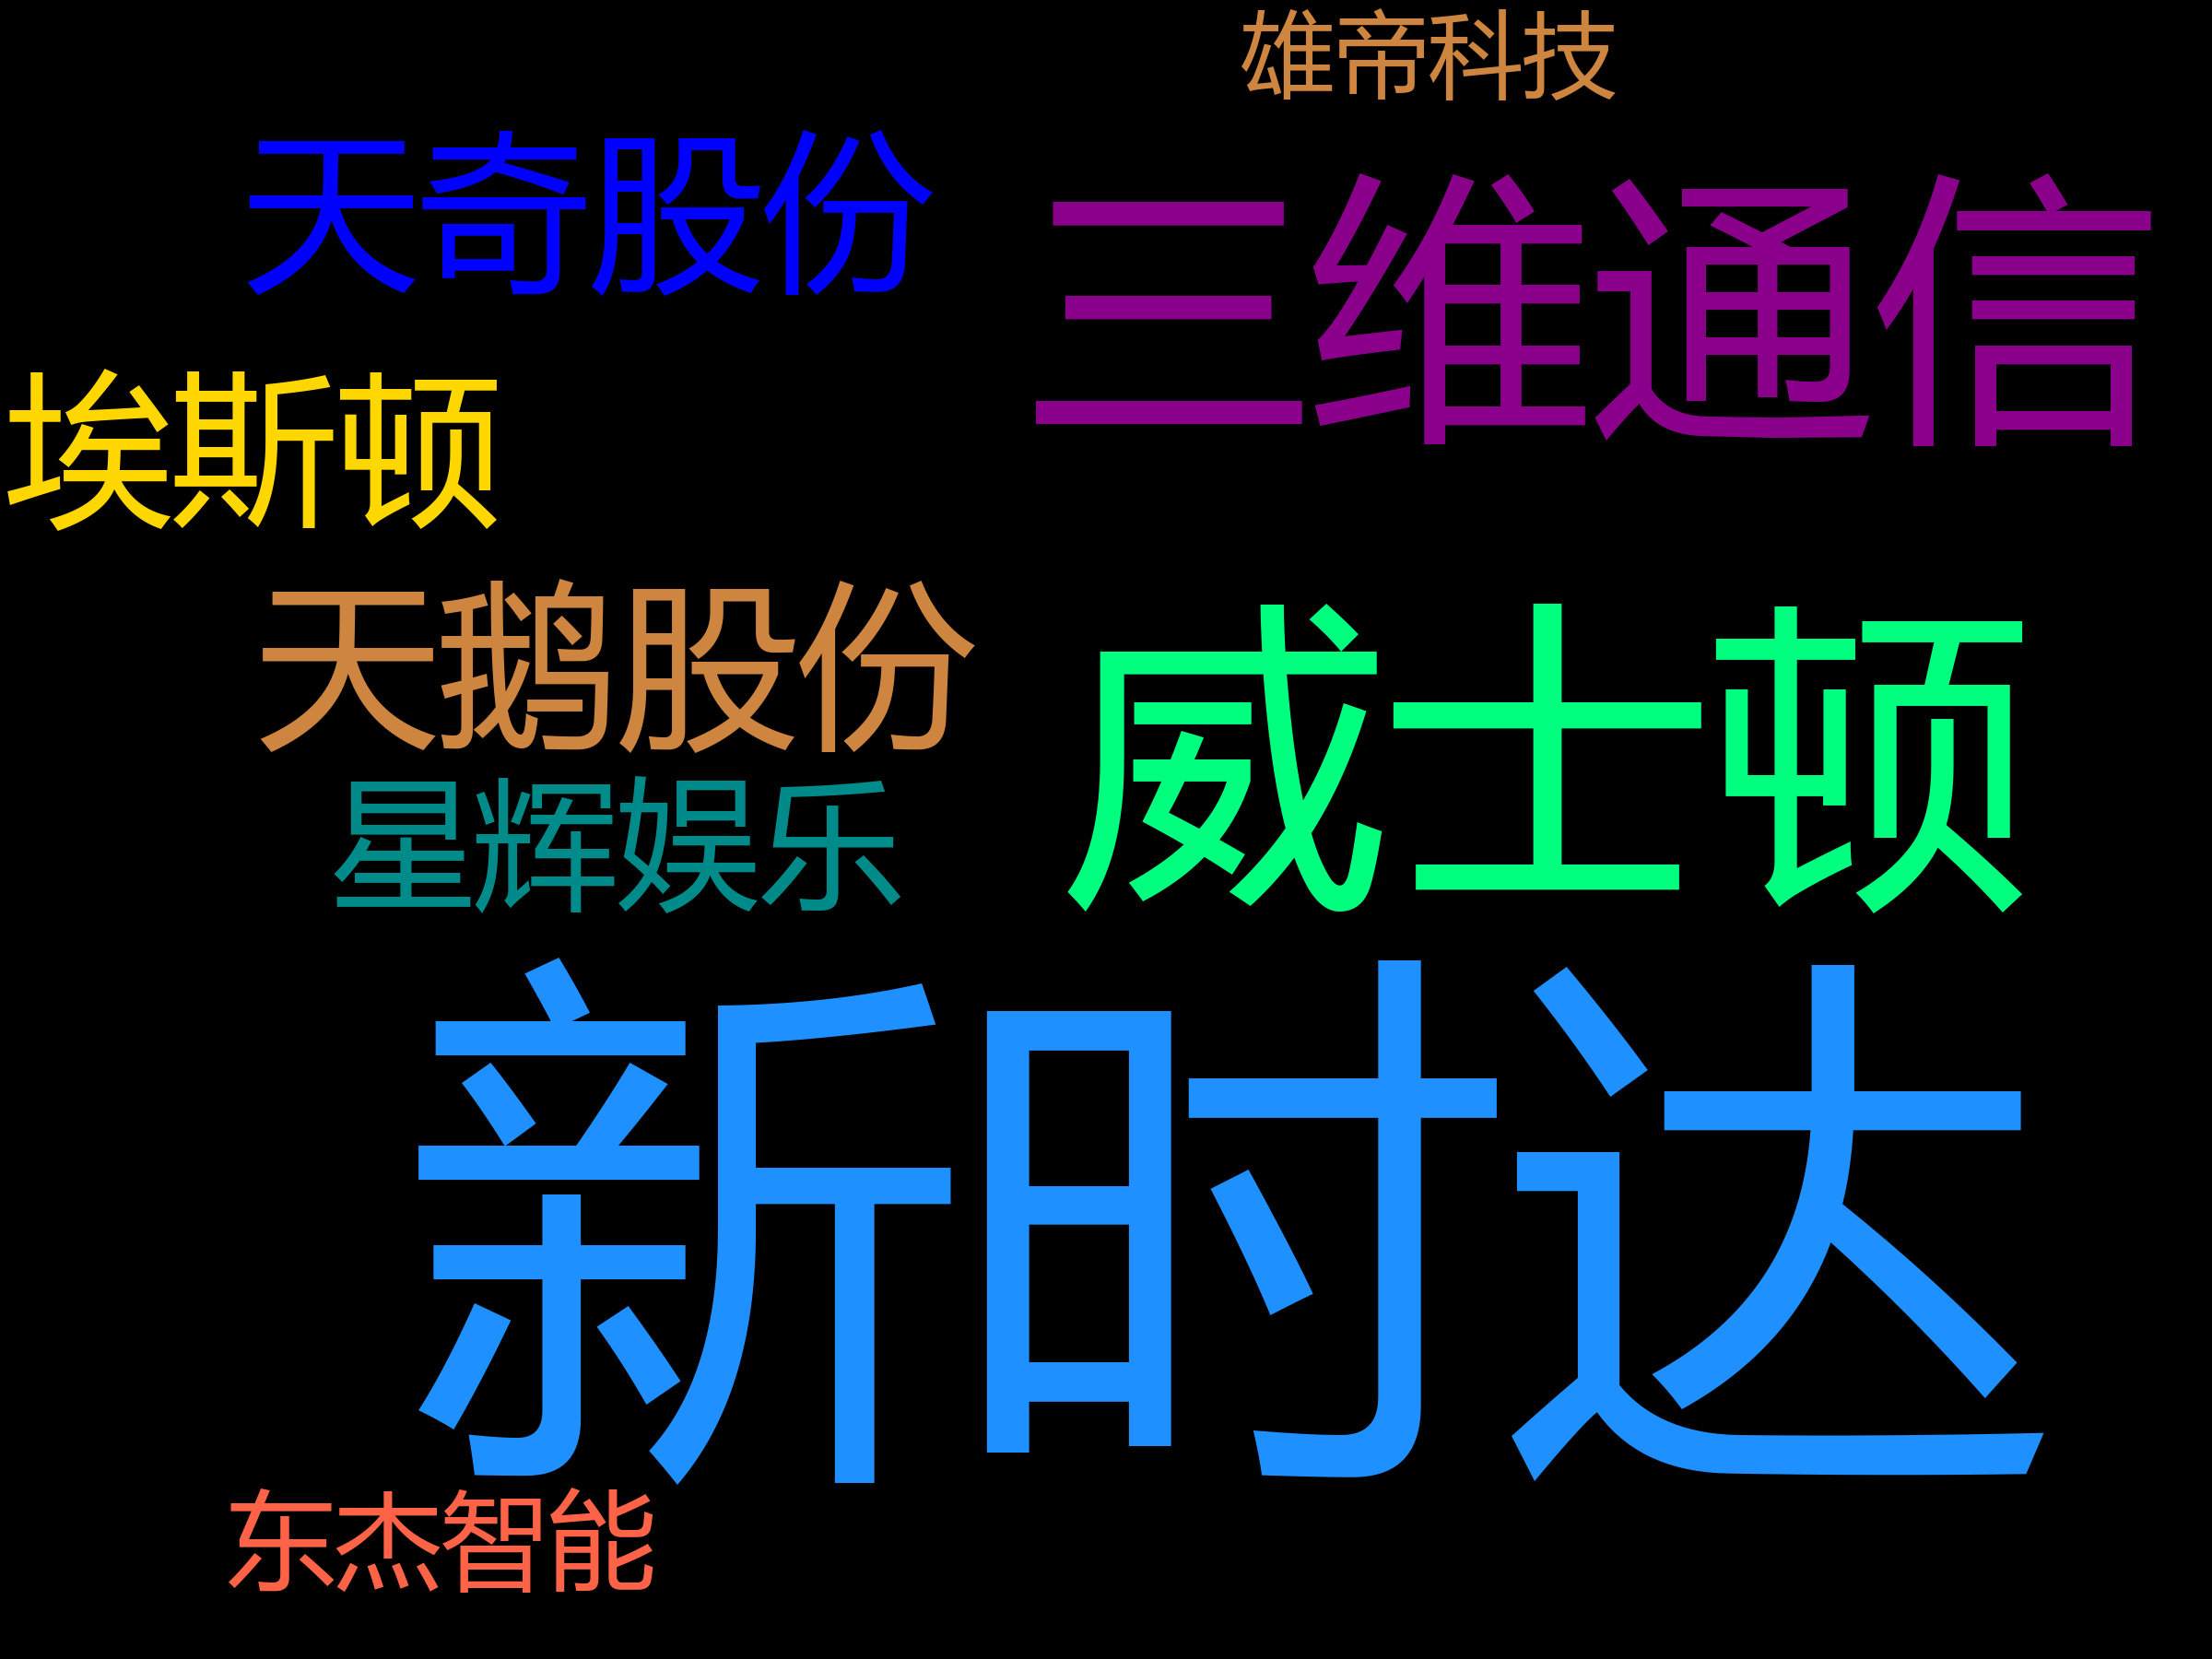 雄帝科技
天奇股份
三维通信
埃斯顿
天鹅股份
威士顿
星辉娱乐
新时达
东杰智能